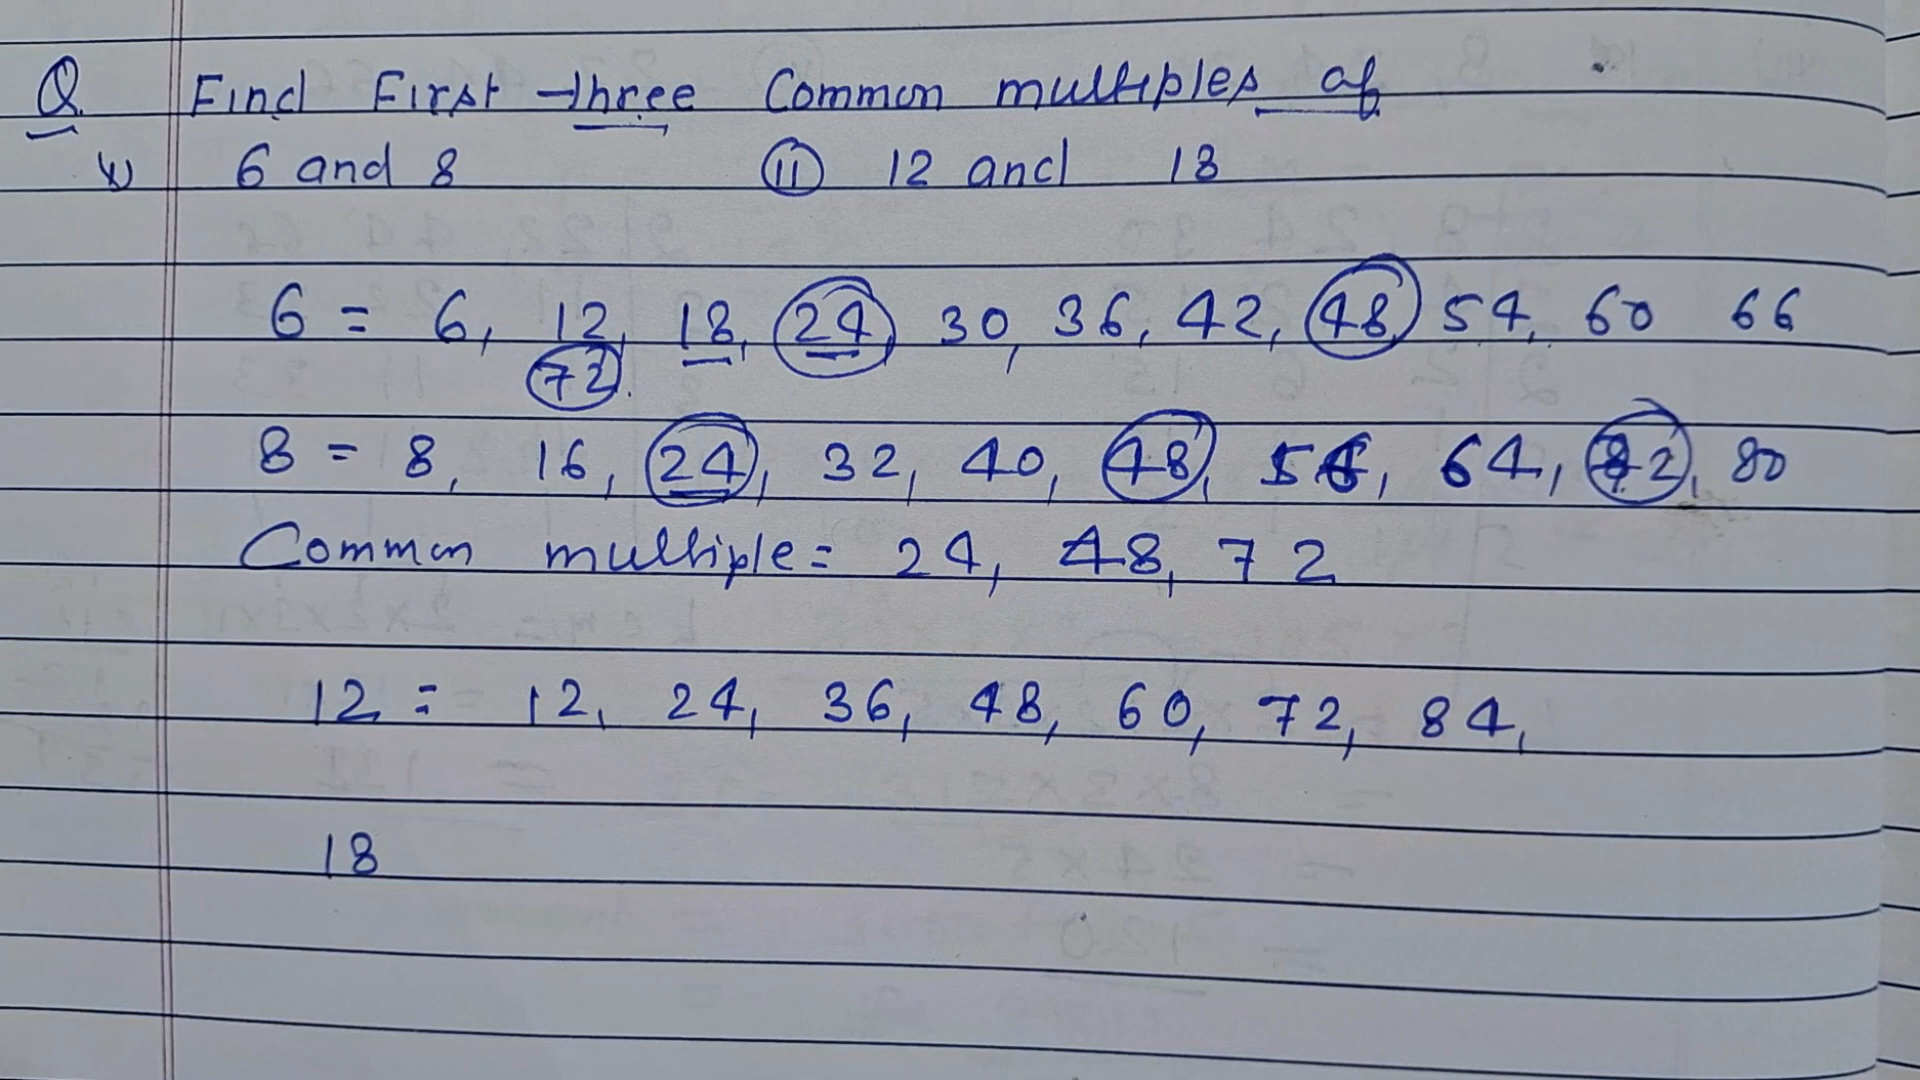 Q Find First three Common multiples of
6 and 8 (ii) 12 and 18
6 = 6, 12, 18, 24, 30, 36, 42, 48, 54, 60 66
72.
8 = 8, 16, 24, 32, 40, 48, 56, 64, 72, 80
Common multiple = 24, 48, 72
12 = 12, 24, 36, 48, 60, 72, 84,
18